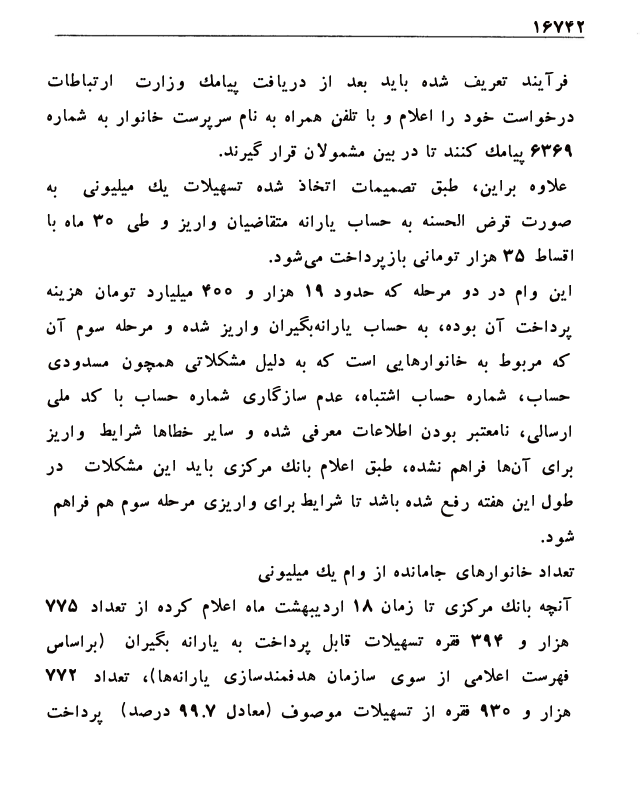 ۱۶۷۴۲
فرآیند تعریف شده باید بعد از دریافت پیامك وزارت ارتباطات
درخواست خود را اعلام و با تلفن همراه به نام سرپرست خانوار به شماره
۶۳۶۹ پیامك کنند تا در بین مشمولان قرار گیرند.
علاوه براین، طبق تصمیمات اتخاذ شده تسهیلات یك میلیونی به
صورت قرض الحسنه به حساب یارانه متقاضیان واریز و طی ۳۰ ماه با
اقساط ۳۵ هزار تومانی بازپرداخت می‌شود.
این وام در دو مرحله که حدود ۱۹ هزار و ۴۰۰ میلیارد تومان هزینه
پرداخت آن بوده، به حساب یارانه‌بگیران واریز شده و مرحله سوم آن
که مربوط به خانوارهایی است که به دلیل مشکلاتی همچون مسدودی
حساب، شماره حساب اشتباه، عدم سازگاری شماره حساب با کد ملی
ارسالی، نامعتبر بودن اطلاعات معرفی شده و سایر خطاها شرایط واریز
برای آن‌ها فراهم نشده، طبق اعلام بانك مرکزی باید این مشکلات در
طول این هفته رفع شده باشد تا شرایط برای واریزی مرحله سوم هم فراهم
شود.
تعداد خانوارهای جامانده از وام یك میلیونی
آنچه بانك مرکزی تا زمان ۱۸ اردیبهشت ماه اعلام کرده از تعداد ۷۷۵
هزار و ۳۹۴ فقره تسهیلات قابل پرداخت به یارانه بگیران (براساس
فهرست اعلامی از سوی سازمان هدفمندسازی یارانه‌ها)، تعداد ۷۷۲
هزار و ۹۳۰ فقره از تسهیلات موصوف (معادل ۹۹.۷ درصد) پرداخت